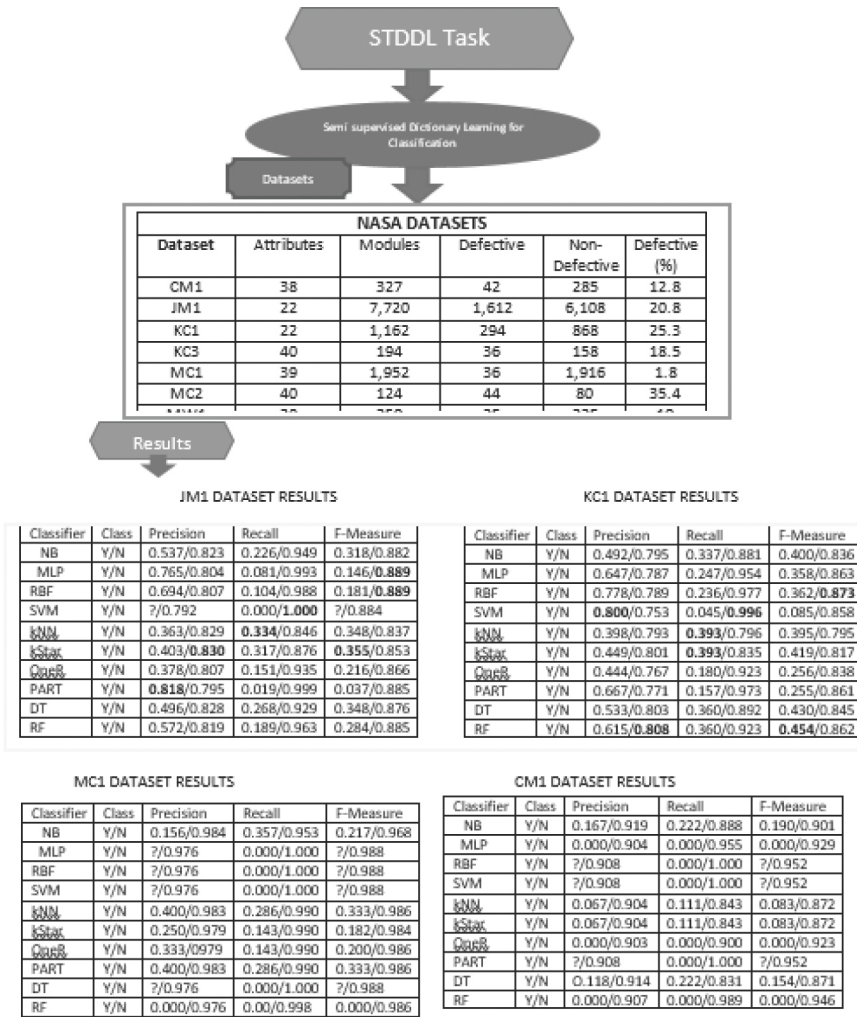 STDDL Task
Semi supervised Dictionary Learning for
Classification
Datasets
NASA DATASETS
Dataset Attributes Modules Defective Non-Defective Defective (%)
CM1 38 327 42 285 12.8
JM1 22 7,720 1,612 6,108 20.8
KC1 22 1,162 294 868 25.3
KC3 40 194 36 158 18.5
MC1 39 1,952 36 1,916 1.8
MC2 40 124 44 80 35.4
Results
JM1 DATASET RESULTS
Classifier Class Precision Recall F-Measure
NB Y/N 0.537/0.823 0.226/0.949 0.318/0.882
MLP Y/N 0.765/0.804 0.081/0.993 0.146/0.889
RBF Y/N 0.694/0.807 0.104/0.988 0.181/0.889
SVM Y/N ?/0.792 0.000/1.000 ?/0.884
kNN Y/N 0.363/0.829 0.334/0.846 0.348/0.837
kStar Y/N 0.403/0.830 0.317/0.876 0.355/0.853
OneR Y/N 0.378/0.807 0.151/0.935 0.216/0.866
PART Y/N 0.818/0.795 0.019/0.999 0.037/0.885
DT Y/N 0.496/0.828 0.268/0.929 0.348/0.876
RF Y/N 0.572/0.819 0.189/0.963 0.284/0.885
KC1 DATASET RESULTS
Classifier Class Precision Recall F-Measure
NB Y/N 0.492/0.795 0.337/0.881 0.400/0.836
MLP Y/N 0.647/0.787 0.247/0.954 0.358/0.863
RBF Y/N 0.778/0.789 0.236/0.977 0.362/0.873
SVM Y/N 0.800/0.753 0.045/0.996 0.085/0.858
kNN Y/N 0.398/0.793 0.393/0.796 0.395/0.795
kStar Y/N 0.449/0.801 0.393/0.835 0.419/0.817
OneR Y/N 0.444/0.767 0.180/0.923 0.256/0.838
PART Y/N 0.667/0.771 0.157/0.973 0.255/0.861
DT Y/N 0.533/0.803 0.360/0.892 0.430/0.845
RF Y/N 0.615/0.808 0.360/0.923 0.454/0.862
MC1 DATASET RESULTS
Classifier Class Precision Recall F-Measure
NB Y/N 0.156/0.984 0.357/0.953 0.217/0.968
MLP Y/N ?/0.976 0.000/1.000 ?/0.988
RBF Y/N ?/0.976 0.000/1.000 ?/0.988
SVM Y/N ?/0.976 0.000/1.000 ?/0.988
kNN Y/N 0.400/0.983 0.286/0.990 0.333/0.986
kStar Y/N 0.250/0.979 0.143/0.990 0.182/0.984
OneR Y/N 0.333/0979 0.143/0.990 0.200/0.986
PART Y/N 0.400/0.983 0.286/0.990 0.333/0.986
DT Y/N ?/0.976 0.000/1.000 ?/0.988
RF Y/N 0.000/0.976 0.00/0.998 0.000/0.986
CM1 DATASET RESULTS
Classifier Class Precision Recall F-Measure
NB Y/N 0.167/0.919 0.222/0.888 0.190/0.901
MLP Y/N 0.000/0.904 0.000/0.955 0.000/0.929
RBF Y/N ?/0.908 0.000/1.000 ?/0.952
SVM Y/N ?/0.908 0.000/1.000 ?/0.952
kNN Y/N 0.067/0.904 0.111/0.843 0.083/0.872
kStar Y/N 0.067/0.904 0.111/0.843 0.083/0.872
OneR Y/N 0.000/0.903 0.000/0.900 0.000/0.923
PART Y/N ?/0.908 0.000/1.000 ?/0.952
DT Y/N 0.118/0.914 0.222/0.831 0.154/0.871
RF Y/N 0.000/0.907 0.000/0.989 0.000/0.946